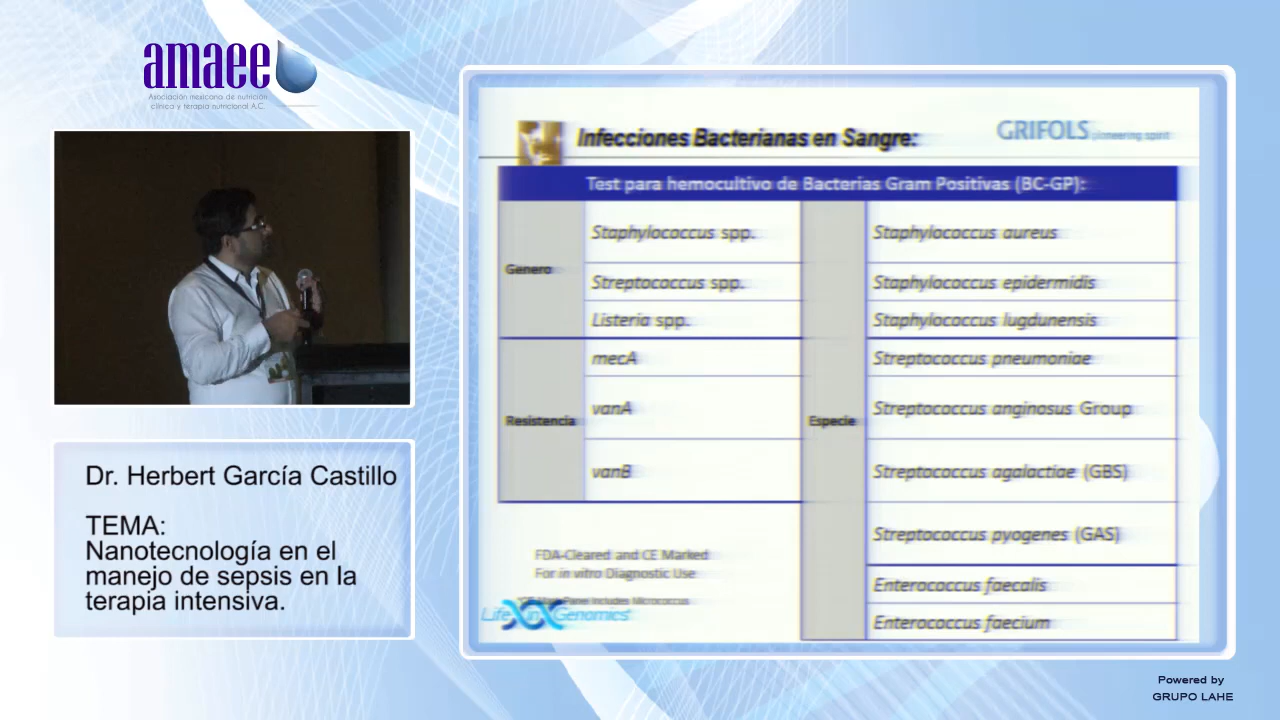 amaee
Asociación mexicana de nutrición
clínica y terapia nutricional A.C.
Dr. Herbert García Castillo
TEMA:
Nanotecnología en el
manejo de sepsis en la
terapia intensiva.
Infecciones Bacterianas en Sangre:
GRIFOLS pioneering spirit
Test para hemocultivo de Bacterias Gram Positivas (BC-GP):
Genero
Staphylococcus spp.
Streptococcus spp.
Listeria spp.
Resistencia
mecA
vanA
vanB
Especie
Staphylococcus aureus
Staphylococcus epidermidis
Staphylococcus lugdunensis
Streptococcus pneumoniae
Streptococcus anginosus Group
Streptococcus agalactiae (GBS)
Streptococcus pyogenes (GAS)
Enterococcus faecalis
Enterococcus faecium
FDA-Cleared and CE Marked
For in vitro Diagnostic Use
Panel Includes Micrococcus
Life in Genomics
Powered by
GRUPO LAHE